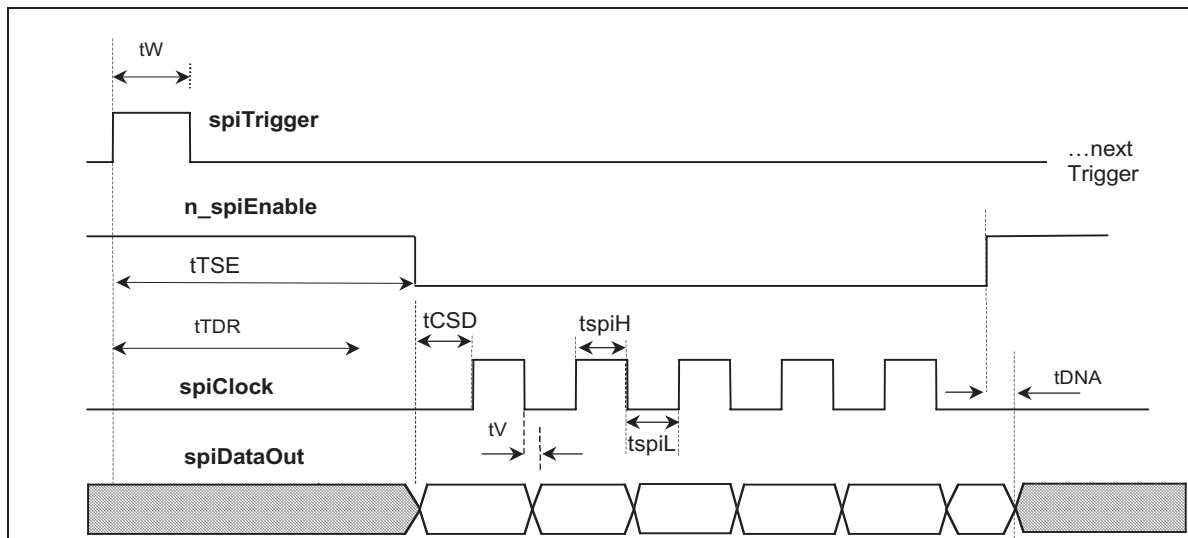 tW
spiTrigger
…next
Trigger
n_spiEnable
tTSE
tTDR
tCSD
tspiH
spiClock
tDNA
tV
tspiL
spiDataOut